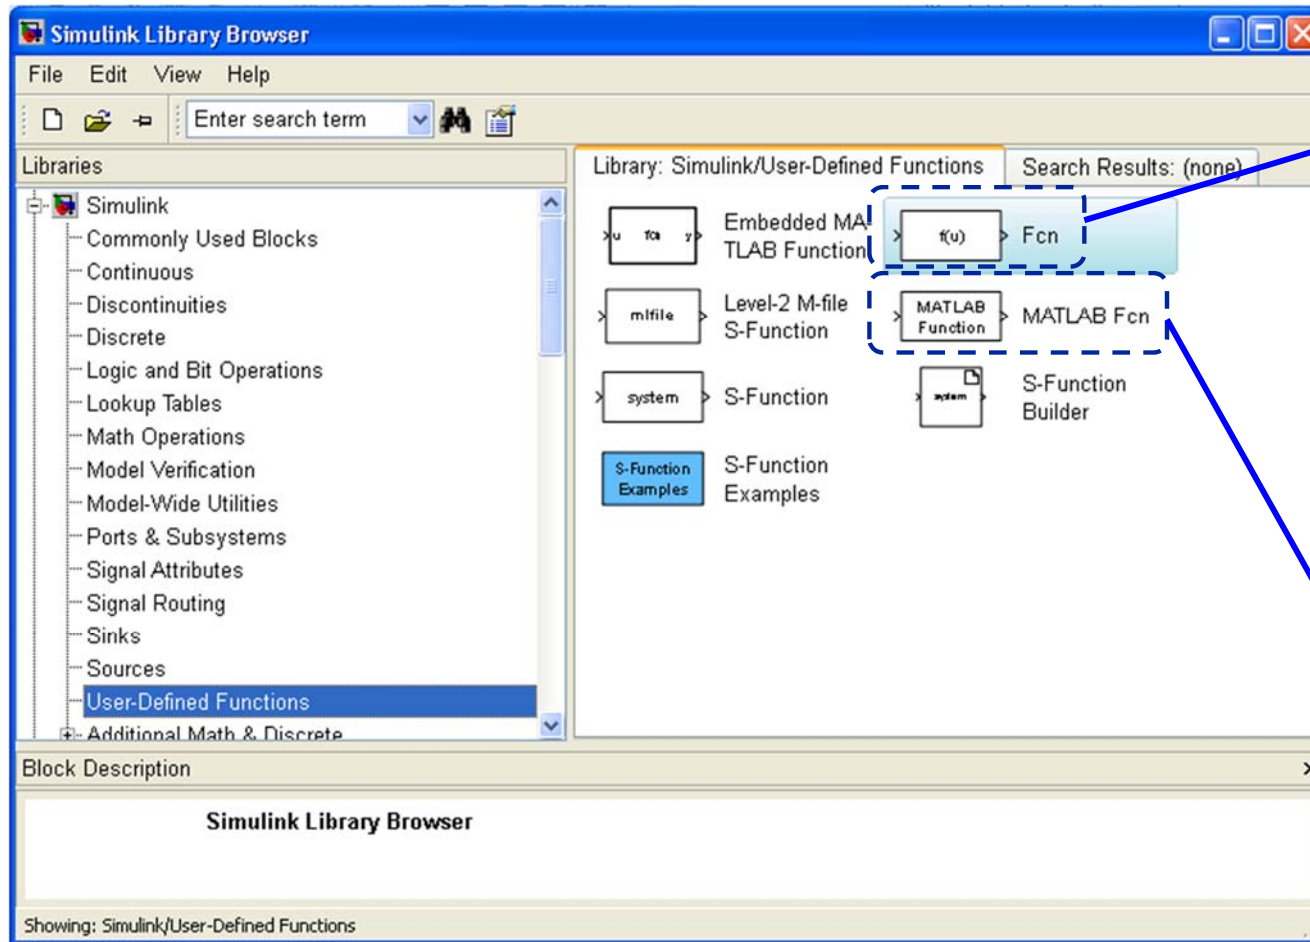 Simulink Library Browser
File Edit View Help
Enter search term
Libraries
Library: Simulink/User-Defined Functions
Search Results: (none)
Simulink
Commonly Used Blocks
Continuous
Discontinuities
Discrete
Logic and Bit Operations
Lookup Tables
Math Operations
Model Verification
Model-Wide Utilities
Ports & Subsystems
Signal Attributes
Signal Routing
Sinks
Sources
User-Defined Functions
Additional Math & Discrete
u fcn y
Embedded MA-
TLAB Function
f(u)
Fcn
mlfile
Level-2 M-file
S-Function
MATLAB
Function
MATLAB Fcn
system
S-Function
system
S-Function
Builder
S-Function
Examples
S-Function
Examples
Block Description
Simulink Library Browser
Showing: Simulink/User-Defined Functions